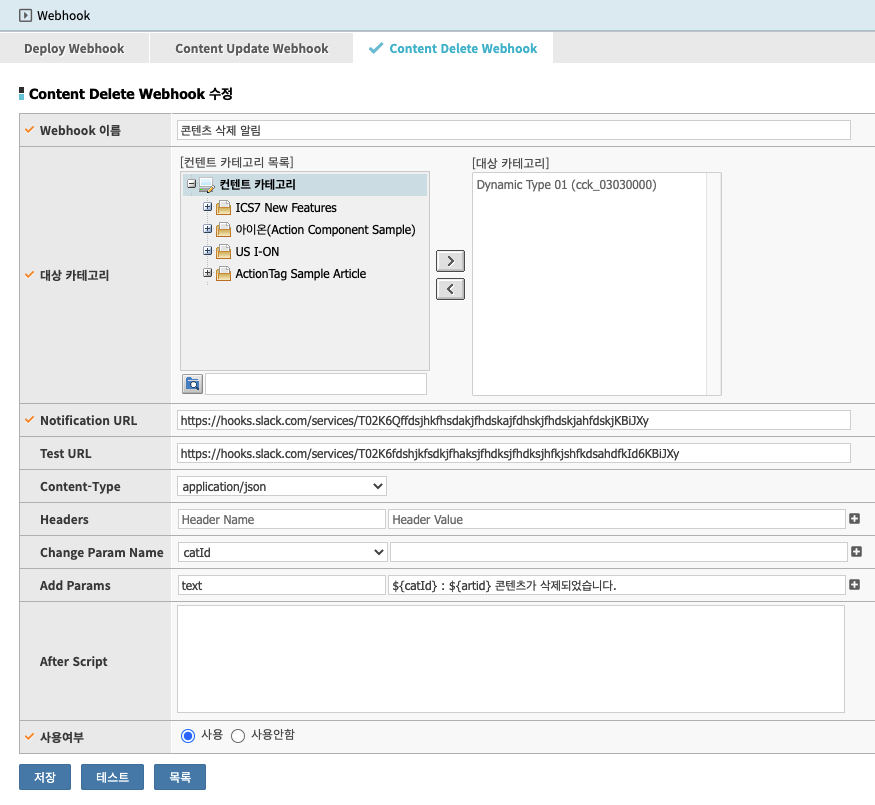 Webhook
Deploy Webhook
Content Update Webhook
Content Delete Webhook
Content Delete Webhook 수정
Webhook 이름
콘텐츠 삭제 알림
대상 카테고리
[컨텐트 카테고리 목록]
컨텐트 카테고리
ICS7 New Features
아이온(Action Component Sample)
US I-ON
ActionTag Sample Article
[대상 카테고리]
Dynamic Type 01 (cck_03030000)
Notification URL
https://hooks.slack.com/services/T02K6QffdsjhkfhsdakjfhdskajfdhskjfhdskjahfdskjKBiJXy
Test URL
https://hooks.slack.com/services/T02K6fdshjkfsdkjfhaksjfhdksjfhdksjhfkjshfkdsahdfkId6KBiJXy
Content-Type
application/json
Headers
Header Name
Header Value
Change Param Name
catId
Add Params
text
${catId} : ${artid} 콘텐츠가 삭제되었습니다.
After Script
사용여부
사용
사용안함
저장
테스트
목록